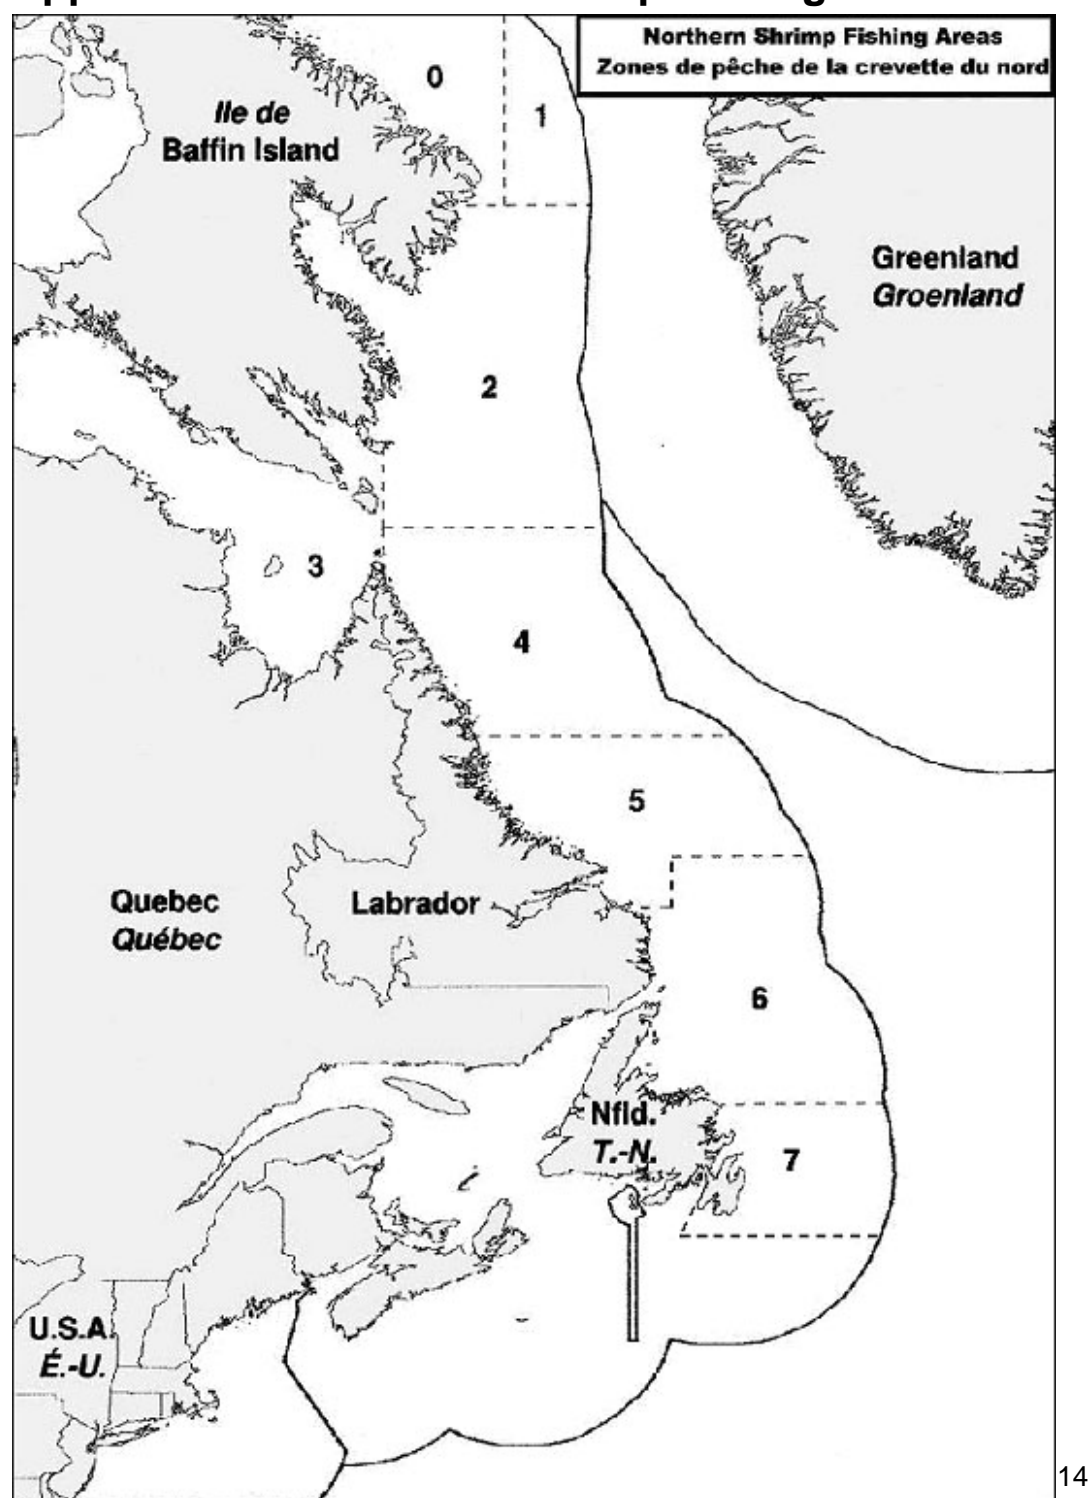 Northern Shrimp Fishing Areas
Zones de pêche de la crevette du nord
0
1
Ile de
Baffin Island
Greenland
Groenland
2
3
4
5
Quebec
Québec
Labrador
6
Nfld.
T.-N.
7
U.S.A.
É.-U.
14